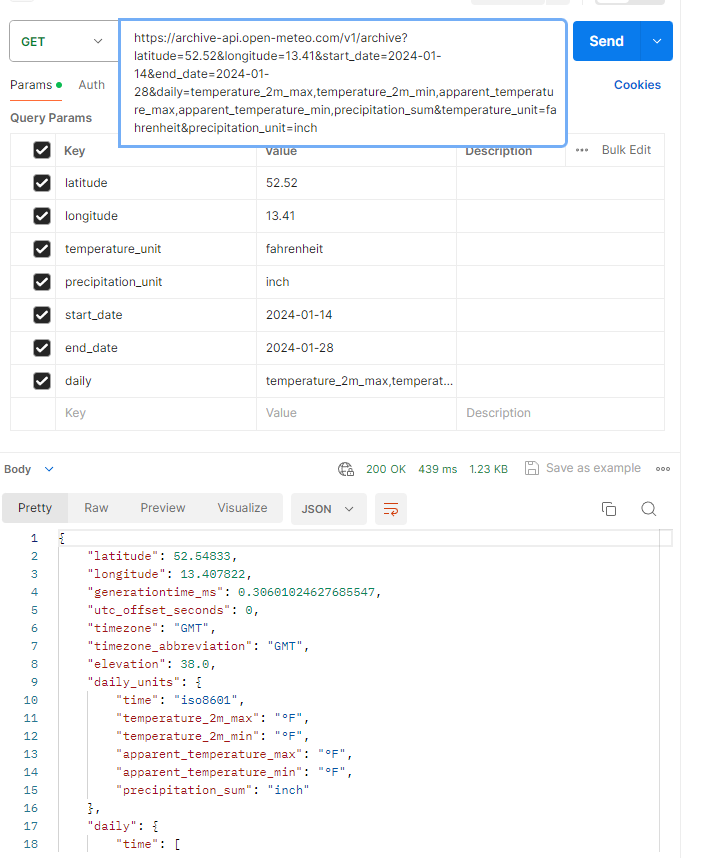 GET
https://archive-api.open-meteo.com/v1/archive?
latitude=52.52&longitude=13.41&start_date=2024-01-
14&end_date=2024-01-
28&daily=temperature_2m_max,temperature_2m_min,apparent_temperatu
re_max,apparent_temperature_min,precipitation_sum&temperature_unit=fa
hrenheit&precipitation_unit=inch
Send
Params Auth Cookies
Query Params
Key Value Description Bulk Edit
latitude 52.52
longitude 13.41
temperature_unit fahrenheit
precipitation_unit inch
start_date 2024-01-14
end_date 2024-01-28
daily temperature_2m_max,temperat...
Key Value Description
Body 200 OK 439 ms 1.23 KB Save as example
Pretty Raw Preview Visualize JSON
1 {
2 "latitude": 52.54833,
3 "longitude": 13.407822,
4 "generationtime_ms": 0.30601024627685547,
5 "utc_offset_seconds": 0,
6 "timezone": "GMT",
7 "timezone_abbreviation": "GMT",
8 "elevation": 38.0,
9 "daily_units": {
10 "time": "iso8601",
11 "temperature_2m_max": "°F",
12 "temperature_2m_min": "°F",
13 "apparent_temperature_max": "°F",
14 "apparent_temperature_min": "°F",
15 "precipitation_sum": "inch"
16 },
17 "daily": {
18 "time": [